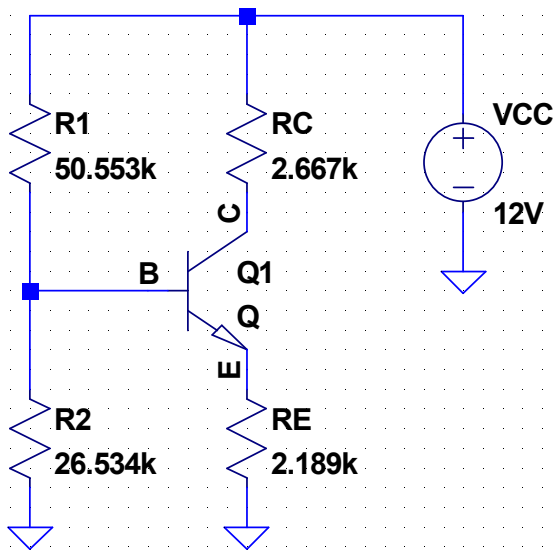 R1
50.553k
RC
2.667k
VCC
+
−
12V
C
B
Q1
Q
E
R2
26.534k
RE
2.189k